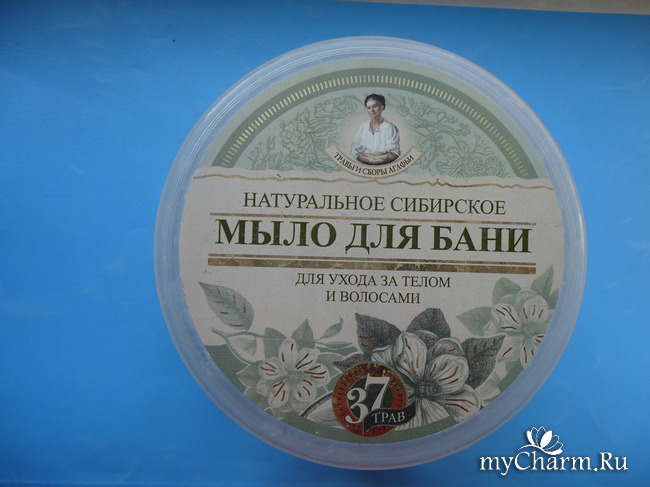 ТРАВЫ И СБОРЫ АГАФЬИ
НАТУРАЛЬНОЕ СИБИРСКОЕ
МЫЛО ДЛЯ БАНИ
ДЛЯ УХОДА ЗА ТЕЛОМ
И ВОЛОСАМИ
37
ТРАВ
myCharm.Ru